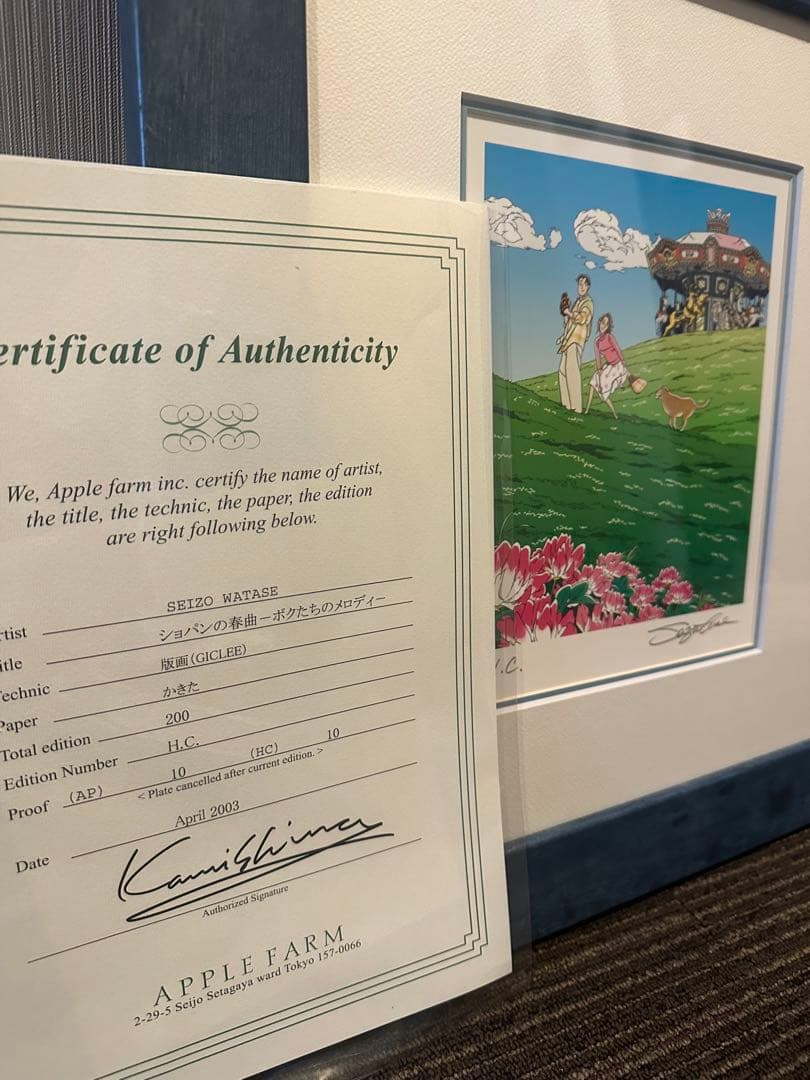 ertificate of Authenticity
We, Apple farm inc. certify the name of artist,
the title, the technic, the paper, the edition
are right following below.
rtist SEIZO WATASE
itle ショパンの春曲－ボクたちのメロディー
echnic 版画(GICLEE)
Paper かきた
Total edition 200
Edition Number H.C.
Proof (AP) 10 (HC) 10
< Plate cancelled after current edition. >
Date April 2003
Kamishima
Authorized Signature
APPLE FARM
2-29-5 Seijo Setagaya ward Tokyo 157-0066
H.C.